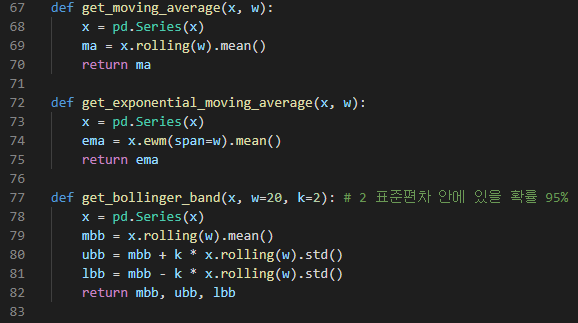 67 def get_moving_average(x, w):
68     x = pd.Series(x)
69     ma = x.rolling(w).mean()
70     return ma
71
72 def get_exponential_moving_average(x, w):
73     x = pd.Series(x)
74     ema = x.ewm(span=w).mean()
75     return ema
76
77 def get_bollinger_band(x, w=20, k=2): # 2 표준편차 안에 있을 확률 95%
78     x = pd.Series(x)
79     mbb = x.rolling(w).mean()
80     ubb = mbb + k * x.rolling(w).std()
81     lbb = mbb - k * x.rolling(w).std()
82     return mbb, ubb, lbb
83